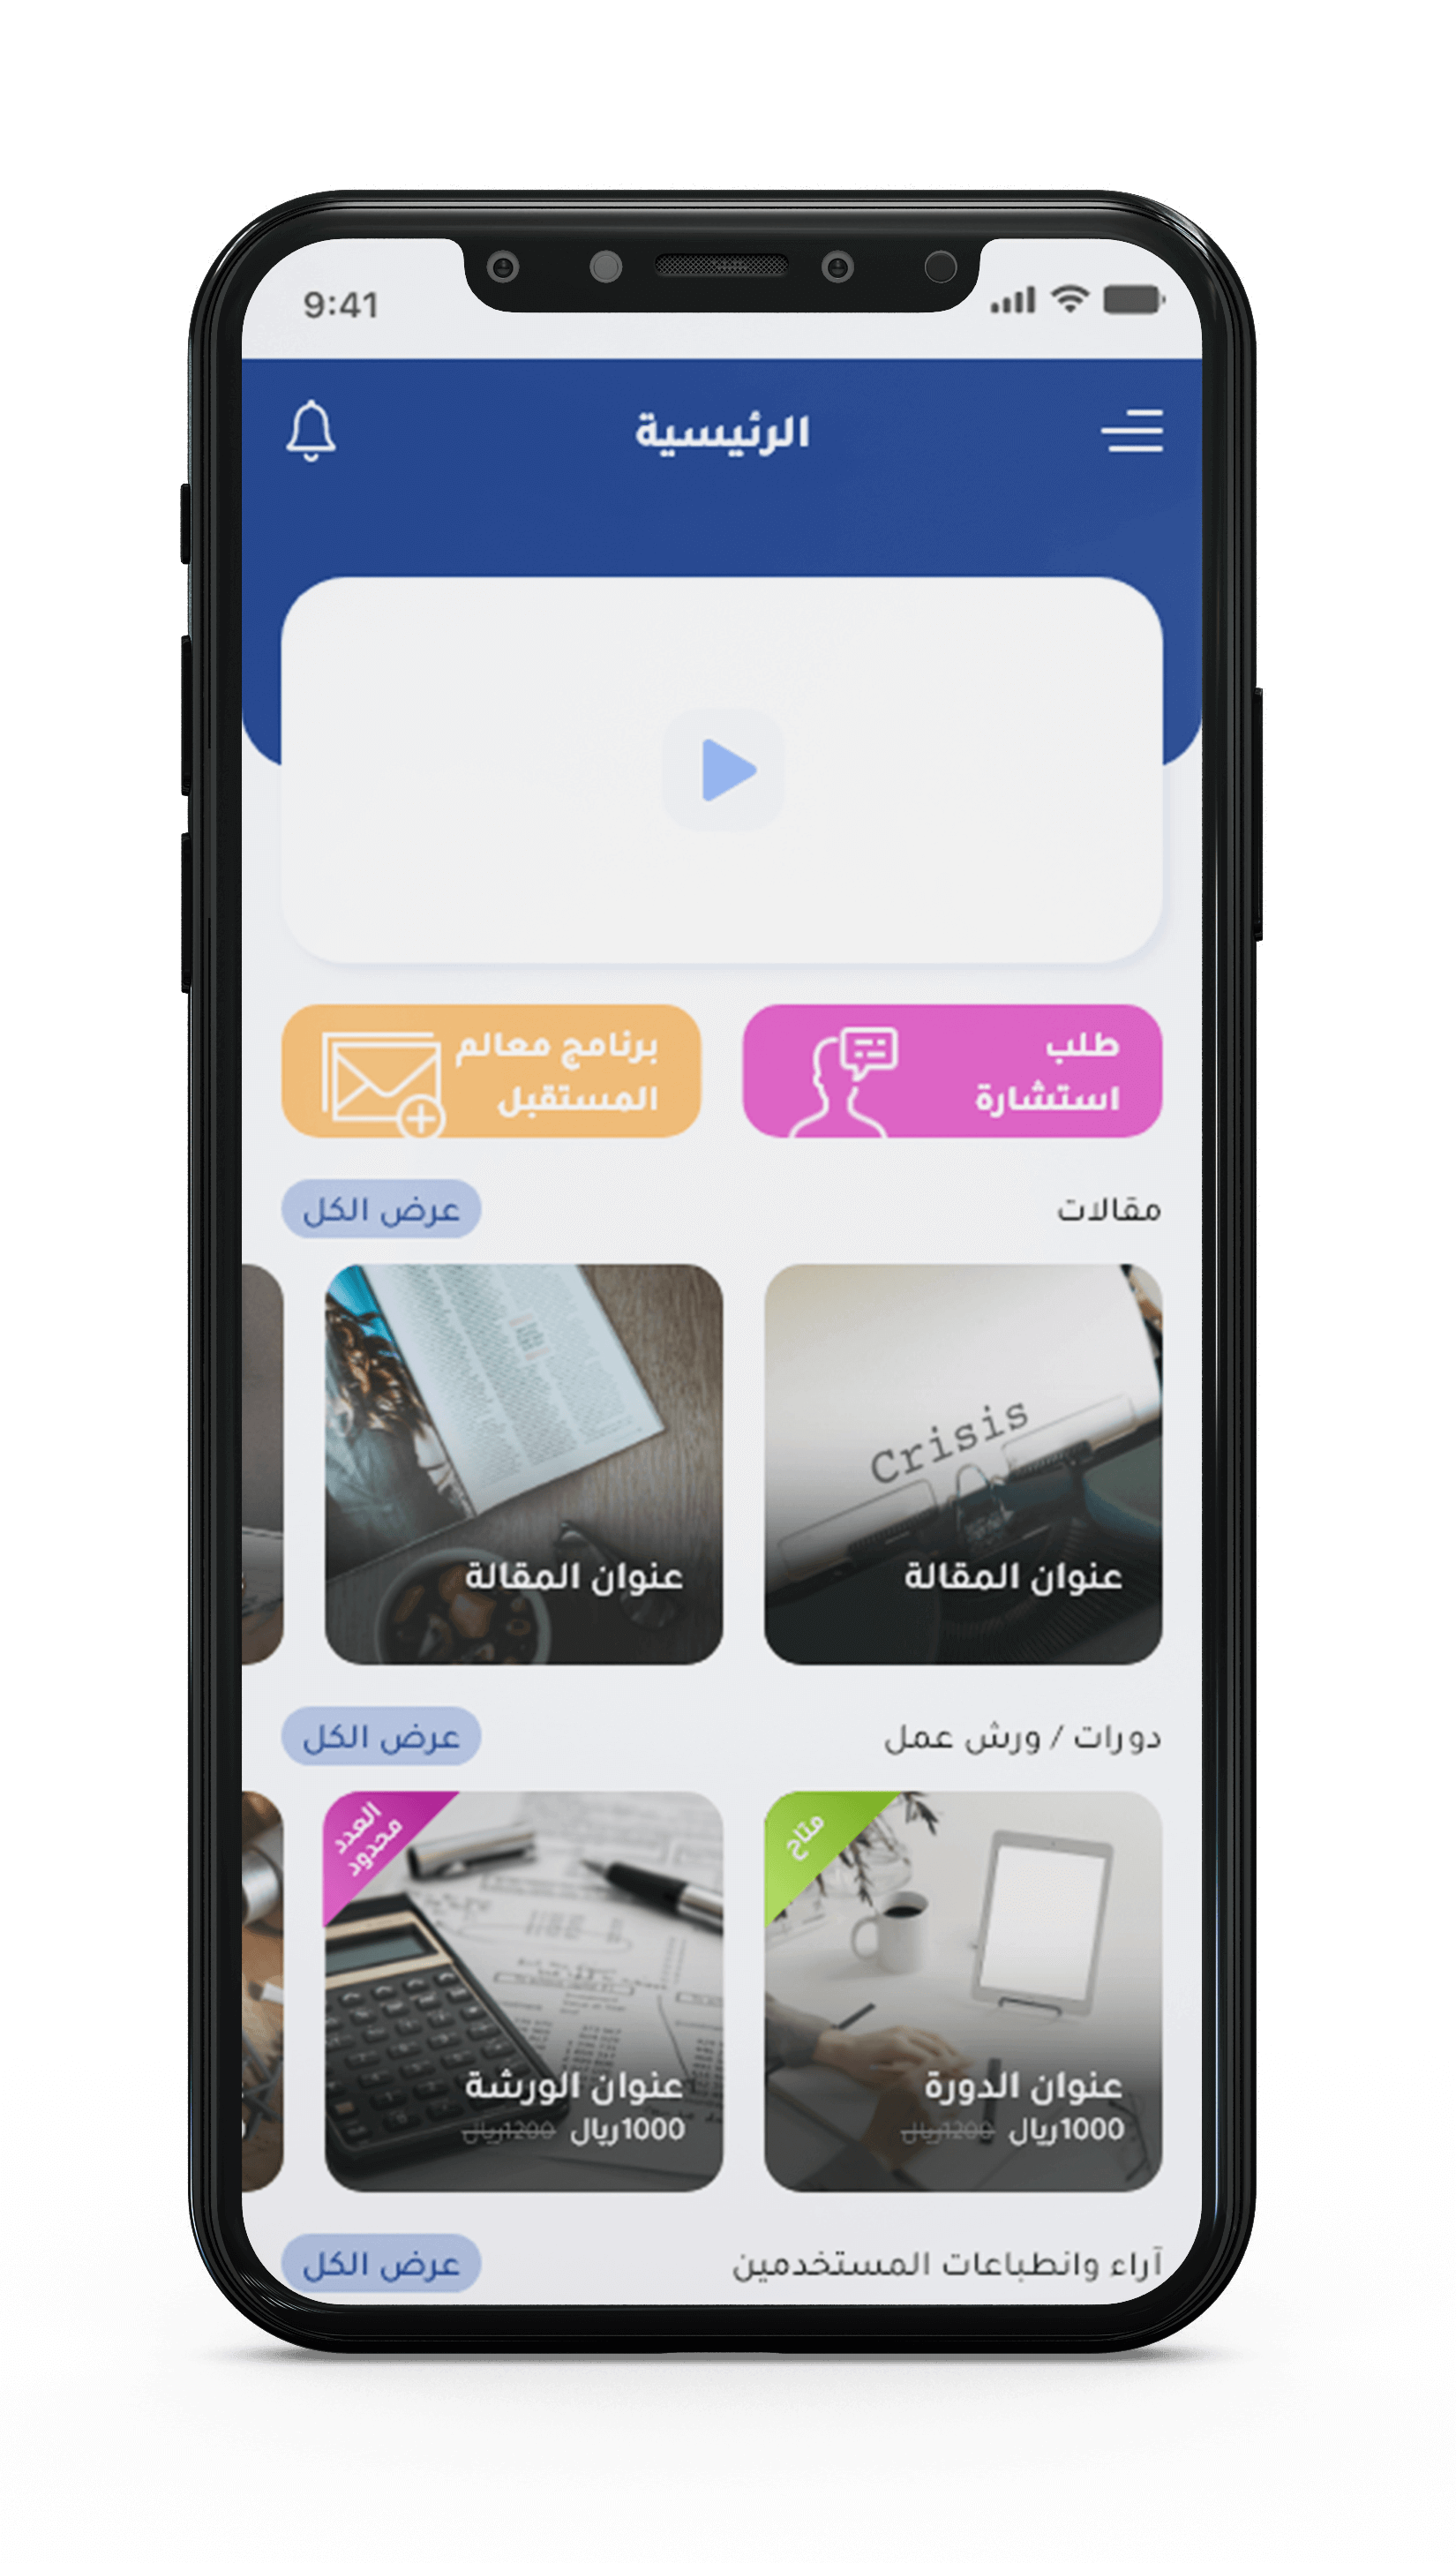 9:41
الرئيسية
طلب
استشارة
برنامج معالم
المستقبل
مقالات
عرض الكل
Crisis
عنوان المقالة
عنوان المقالة
دورات / ورش عمل
عرض الكل
متاح
عنوان الدورة
1000ريال 1200ريال
العدد
محدود
عنوان الورشة
1000ريال 1200ريال
آراء وانطباعات المستخدمين
عرض الكل